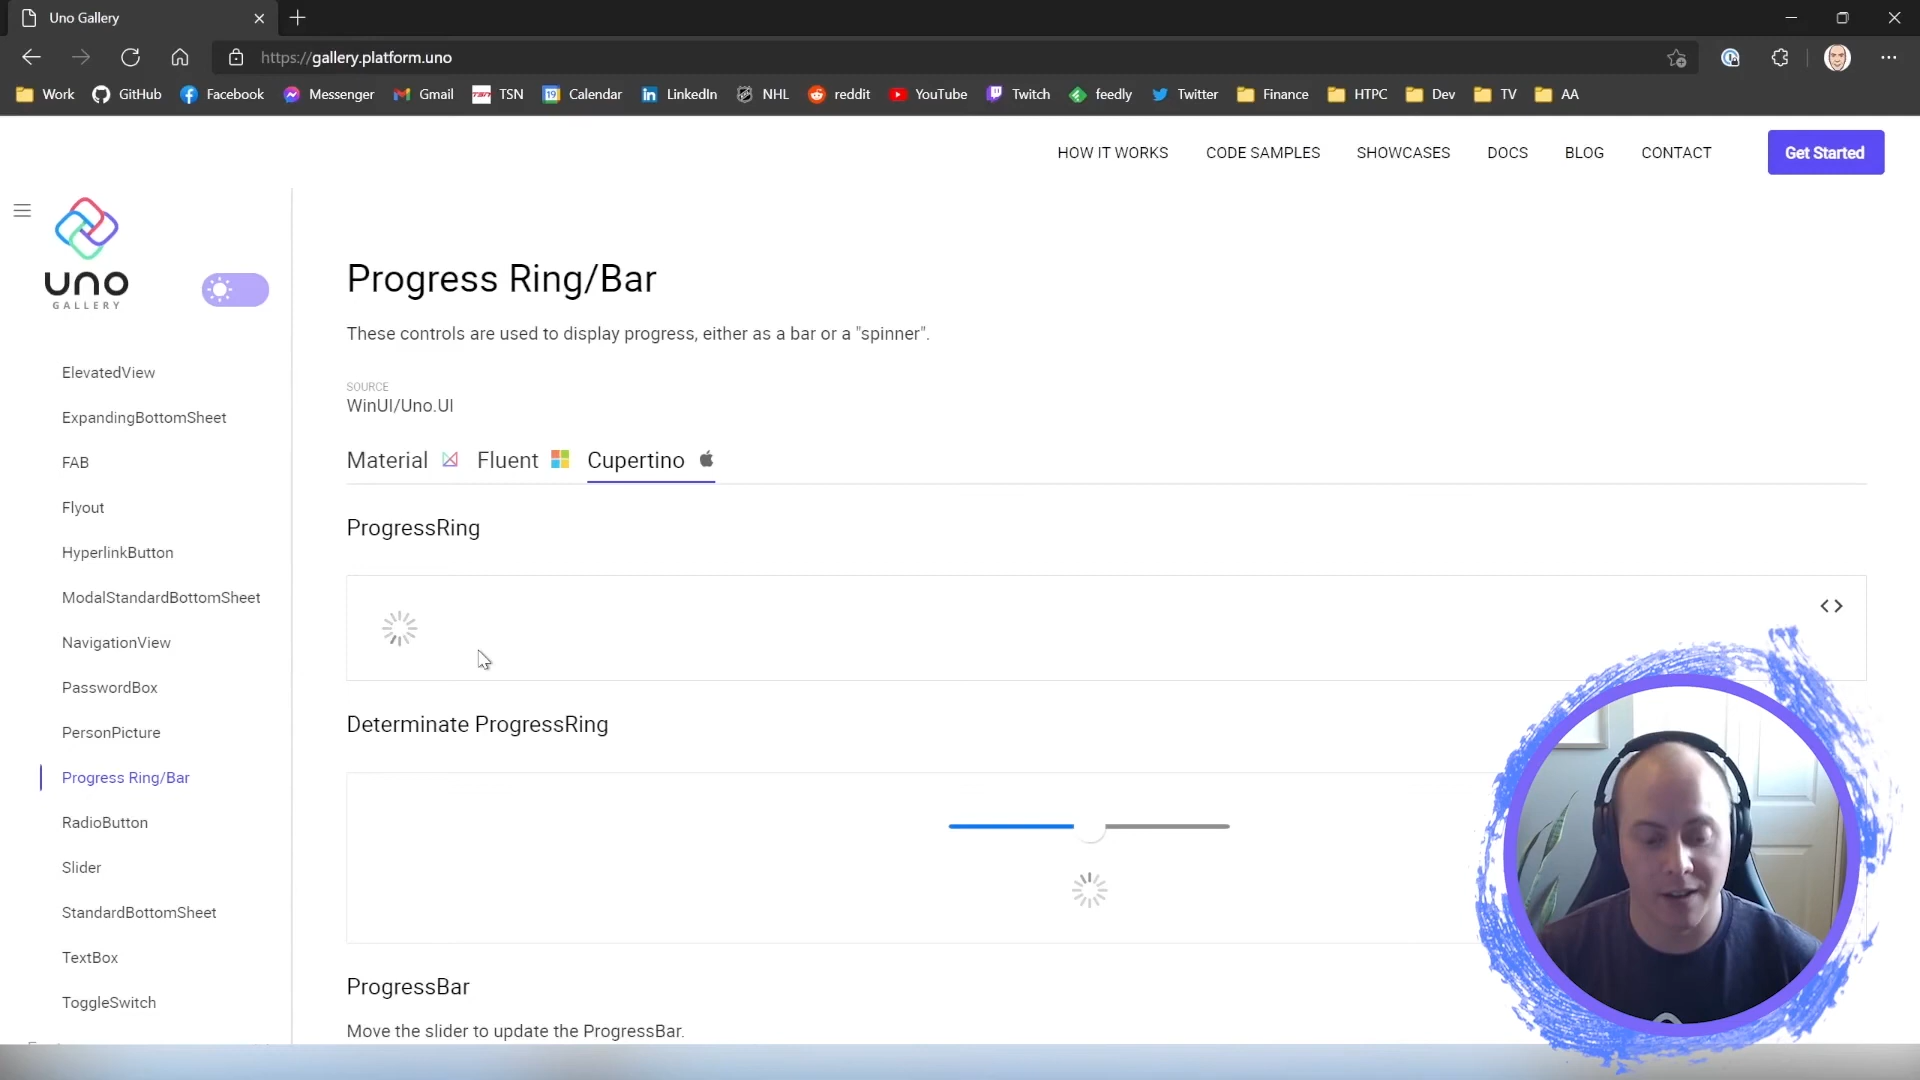 Uno Gallery
https://gallery.platform.uno
Work GitHub Facebook Messenger Gmail TSN Calendar LinkedIn NHL reddit YouTube Twitch feedly Twitter Finance HTPC Dev TV AA
HOW IT WORKS CODE SAMPLES SHOWCASES DOCS BLOG CONTACT Get Started
uno
GALLERY
ElevatedView
ExpandingBottomSheet
FAB
Flyout
HyperlinkButton
ModalStandardBottomSheet
NavigationView
PasswordBox
PersonPicture
Progress Ring/Bar
RadioButton
Slider
StandardBottomSheet
TextBox
ToggleSwitch
Progress Ring/Bar
These controls are used to display progress, either as a bar or a "spinner".
SOURCE
WinUI/Uno.UI
Material Fluent Cupertino
ProgressRing
Determinate ProgressRing
ProgressBar
Move the slider to update the ProgressBar.